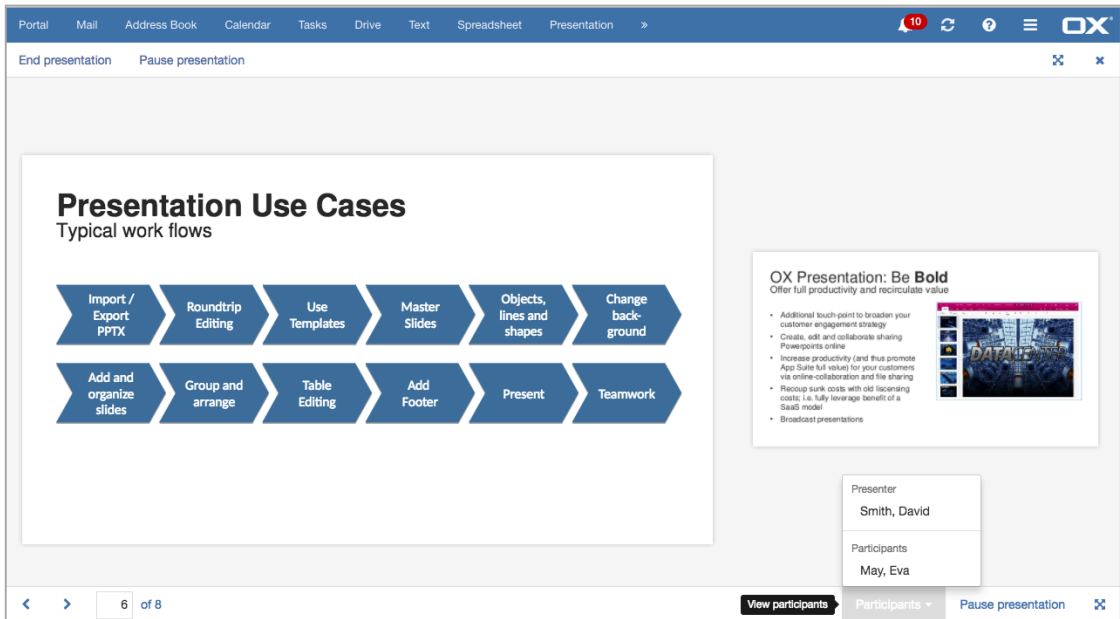 Portal Mail Address Book Calendar Tasks Drive Text Spreadsheet Presentation » 10 OX
End presentation Pause presentation
Presentation Use Cases
Typical work flows
Import /
Export
PPTX
Roundtrip
Editing
Use
Templates
Master
Slides
Objects,
lines and
shapes
Change
back-
ground
Add and
organize
slides
Group and
arrange
Table
Editing
Add
Footer
Present
Teamwork
OX Presentation: Be Bold
Offer full productivity and recirculate value
• Additional touch-point to broaden your
customer engagement strategy
• Create, edit and collaborate sharing
Powerpoints online
• Increase productivity (and thus promote
App Suite full value) for your customers
via online-collaboration and file sharing
• Recoup sunk costs with old liscensing
costs; i.e. fully leverage benefit of a
SaaS model
• Broadcast presentations
DATACENTER
Presenter
Smith, David
Participants
May, Eva
6 of 8
View participants Participants Pause presentation